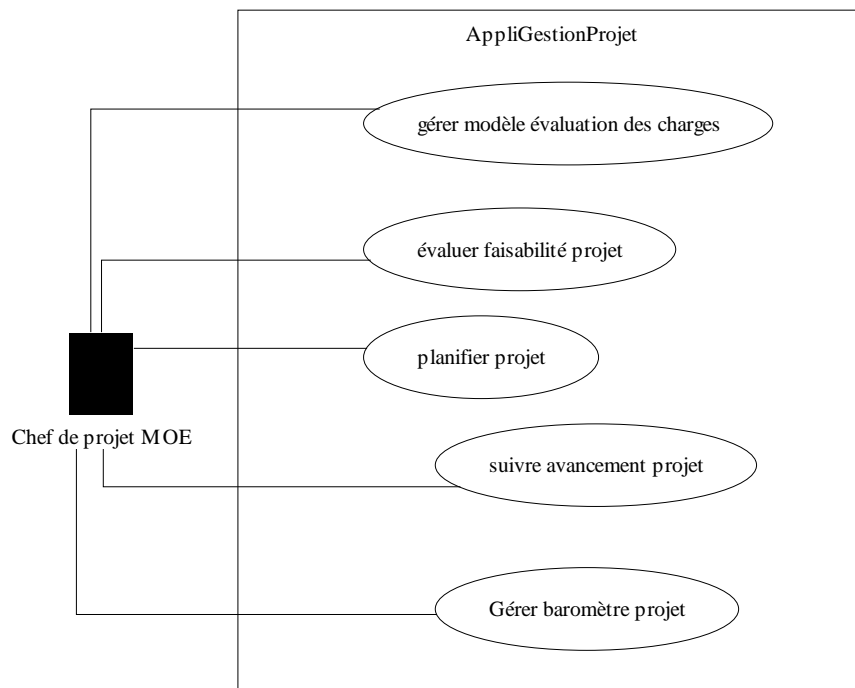 AppliGestionProjet
gérer modèle évaluation des charges
évaluer faisabilité projet
planifier projet
Chef de projet MOE
suivre avancement projet
Gérer baromètre projet